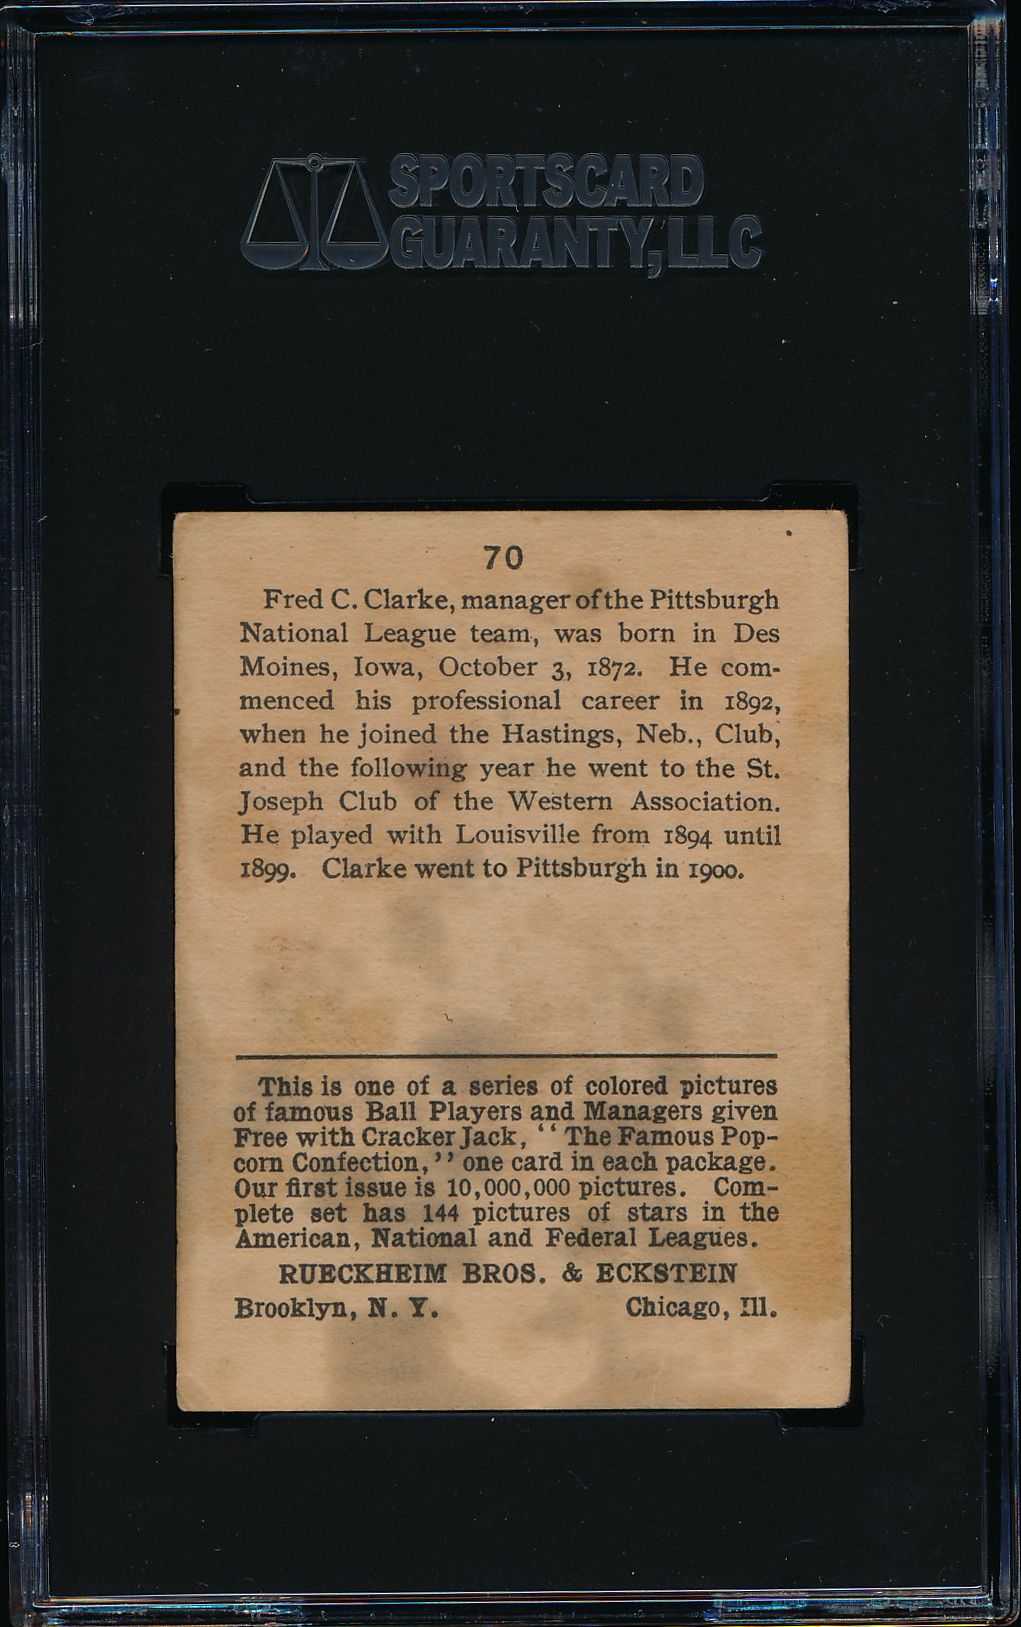 SPORTSCARD
GUARANTY, LLC
70
Fred C. Clarke, manager of the Pittsburgh
National League team, was born in Des
Moines, Iowa, October 3, 1872. He com-
menced his professional career in 1892,
when he joined the Hastings, Neb., Club,
and the following year he went to the St.
Joseph Club of the Western Association.
He played with Louisville from 1894 until
1899. Clarke went to Pittsburgh in 1900.
This is one of a series of colored pictures
of famous Ball Players and Managers given
Free with Cracker Jack, “The Famous Pop-
corn Confection,” one card in each package.
Our first issue is 10,000,000 pictures. Com-
plete set has 144 pictures of stars in the
American, National and Federal Leagues.
RUECKHEIM BROS. & ECKSTEIN
Brooklyn, N. Y. Chicago, Ill.